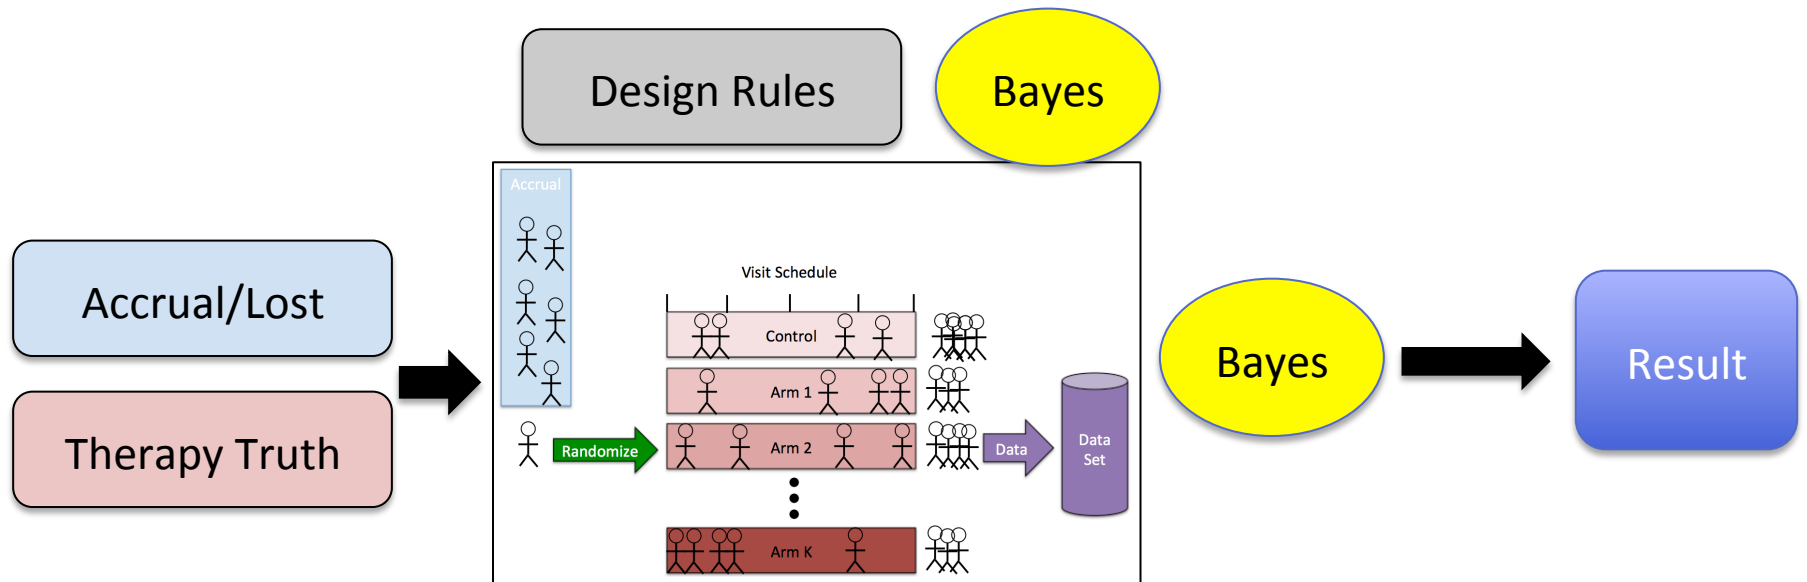 Design Rules
Bayes
Accrual
Accrual/Lost
Therapy Truth
Visit Schedule
Control
Arm 1
Arm 2
Arm K
Randomize
Data
Data
Set
Bayes
Result